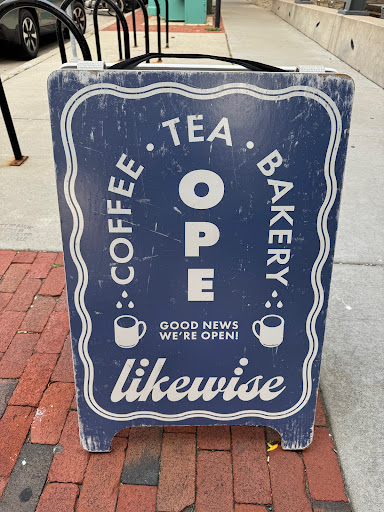 COFFEE · TEA · BAKERY
OPE
GOOD NEWS
WE'RE OPEN!
likewise